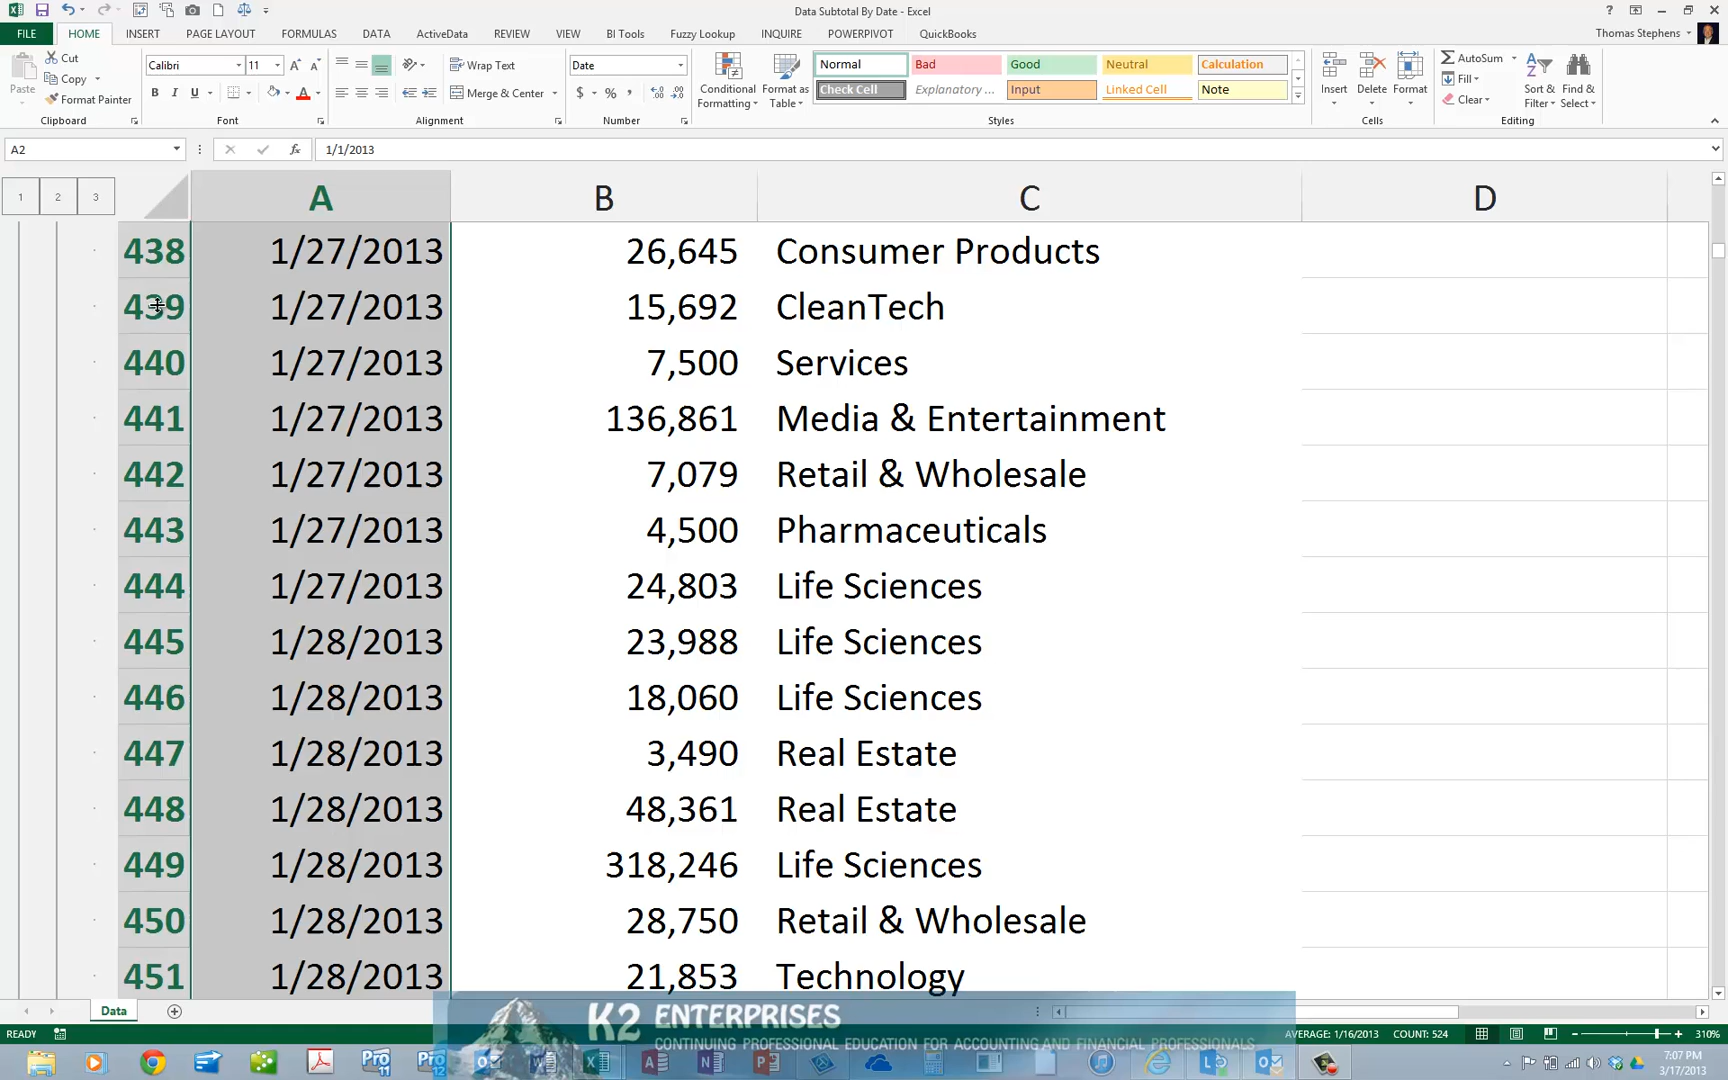 Data Subtotal By Date - Excel
FILE HOME INSERT PAGE LAYOUT FORMULAS DATA ActiveData REVIEW VIEW BI Tools Fuzzy Lookup INQUIRE POWERPIVOT QuickBooks Thomas Stephens
Paste
Cut
Copy
Format Painter
Clipboard
Calibri 11
B I U
Font
Wrap Text
Merge & Center
Alignment
Date
$ % ,
Number
Conditional Formatting
Format as Table
Normal Bad Good Neutral Calculation
Check Cell Explanatory ... Input Linked Cell Note
Styles
Insert Delete Format
Cells
AutoSum
Fill
Clear
Sort & Filter
Find & Select
Editing
A2 fx 1/1/2013
1 2 3 A B C D
438 1/27/2013 26,645 Consumer Products
439 1/27/2013 15,692 CleanTech
440 1/27/2013 7,500 Services
441 1/27/2013 136,861 Media & Entertainment
442 1/27/2013 7,079 Retail & Wholesale
443 1/27/2013 4,500 Pharmaceuticals
444 1/27/2013 24,803 Life Sciences
445 1/28/2013 23,988 Life Sciences
446 1/28/2013 18,060 Life Sciences
447 1/28/2013 3,490 Real Estate
448 1/28/2013 48,361 Real Estate
449 1/28/2013 318,246 Life Sciences
450 1/28/2013 28,750 Retail & Wholesale
451 1/28/2013 21,853 Technology
Data
K2 ENTERPRISES
CONTINUING PROFESSIONAL EDUCATION FOR ACCOUNTING AND FINANCIAL PROFESSIONALS
READY AVERAGE: 1/16/2013 COUNT: 524 310%
Pro 11
Pro 12
7:07 PM
3/17/2013